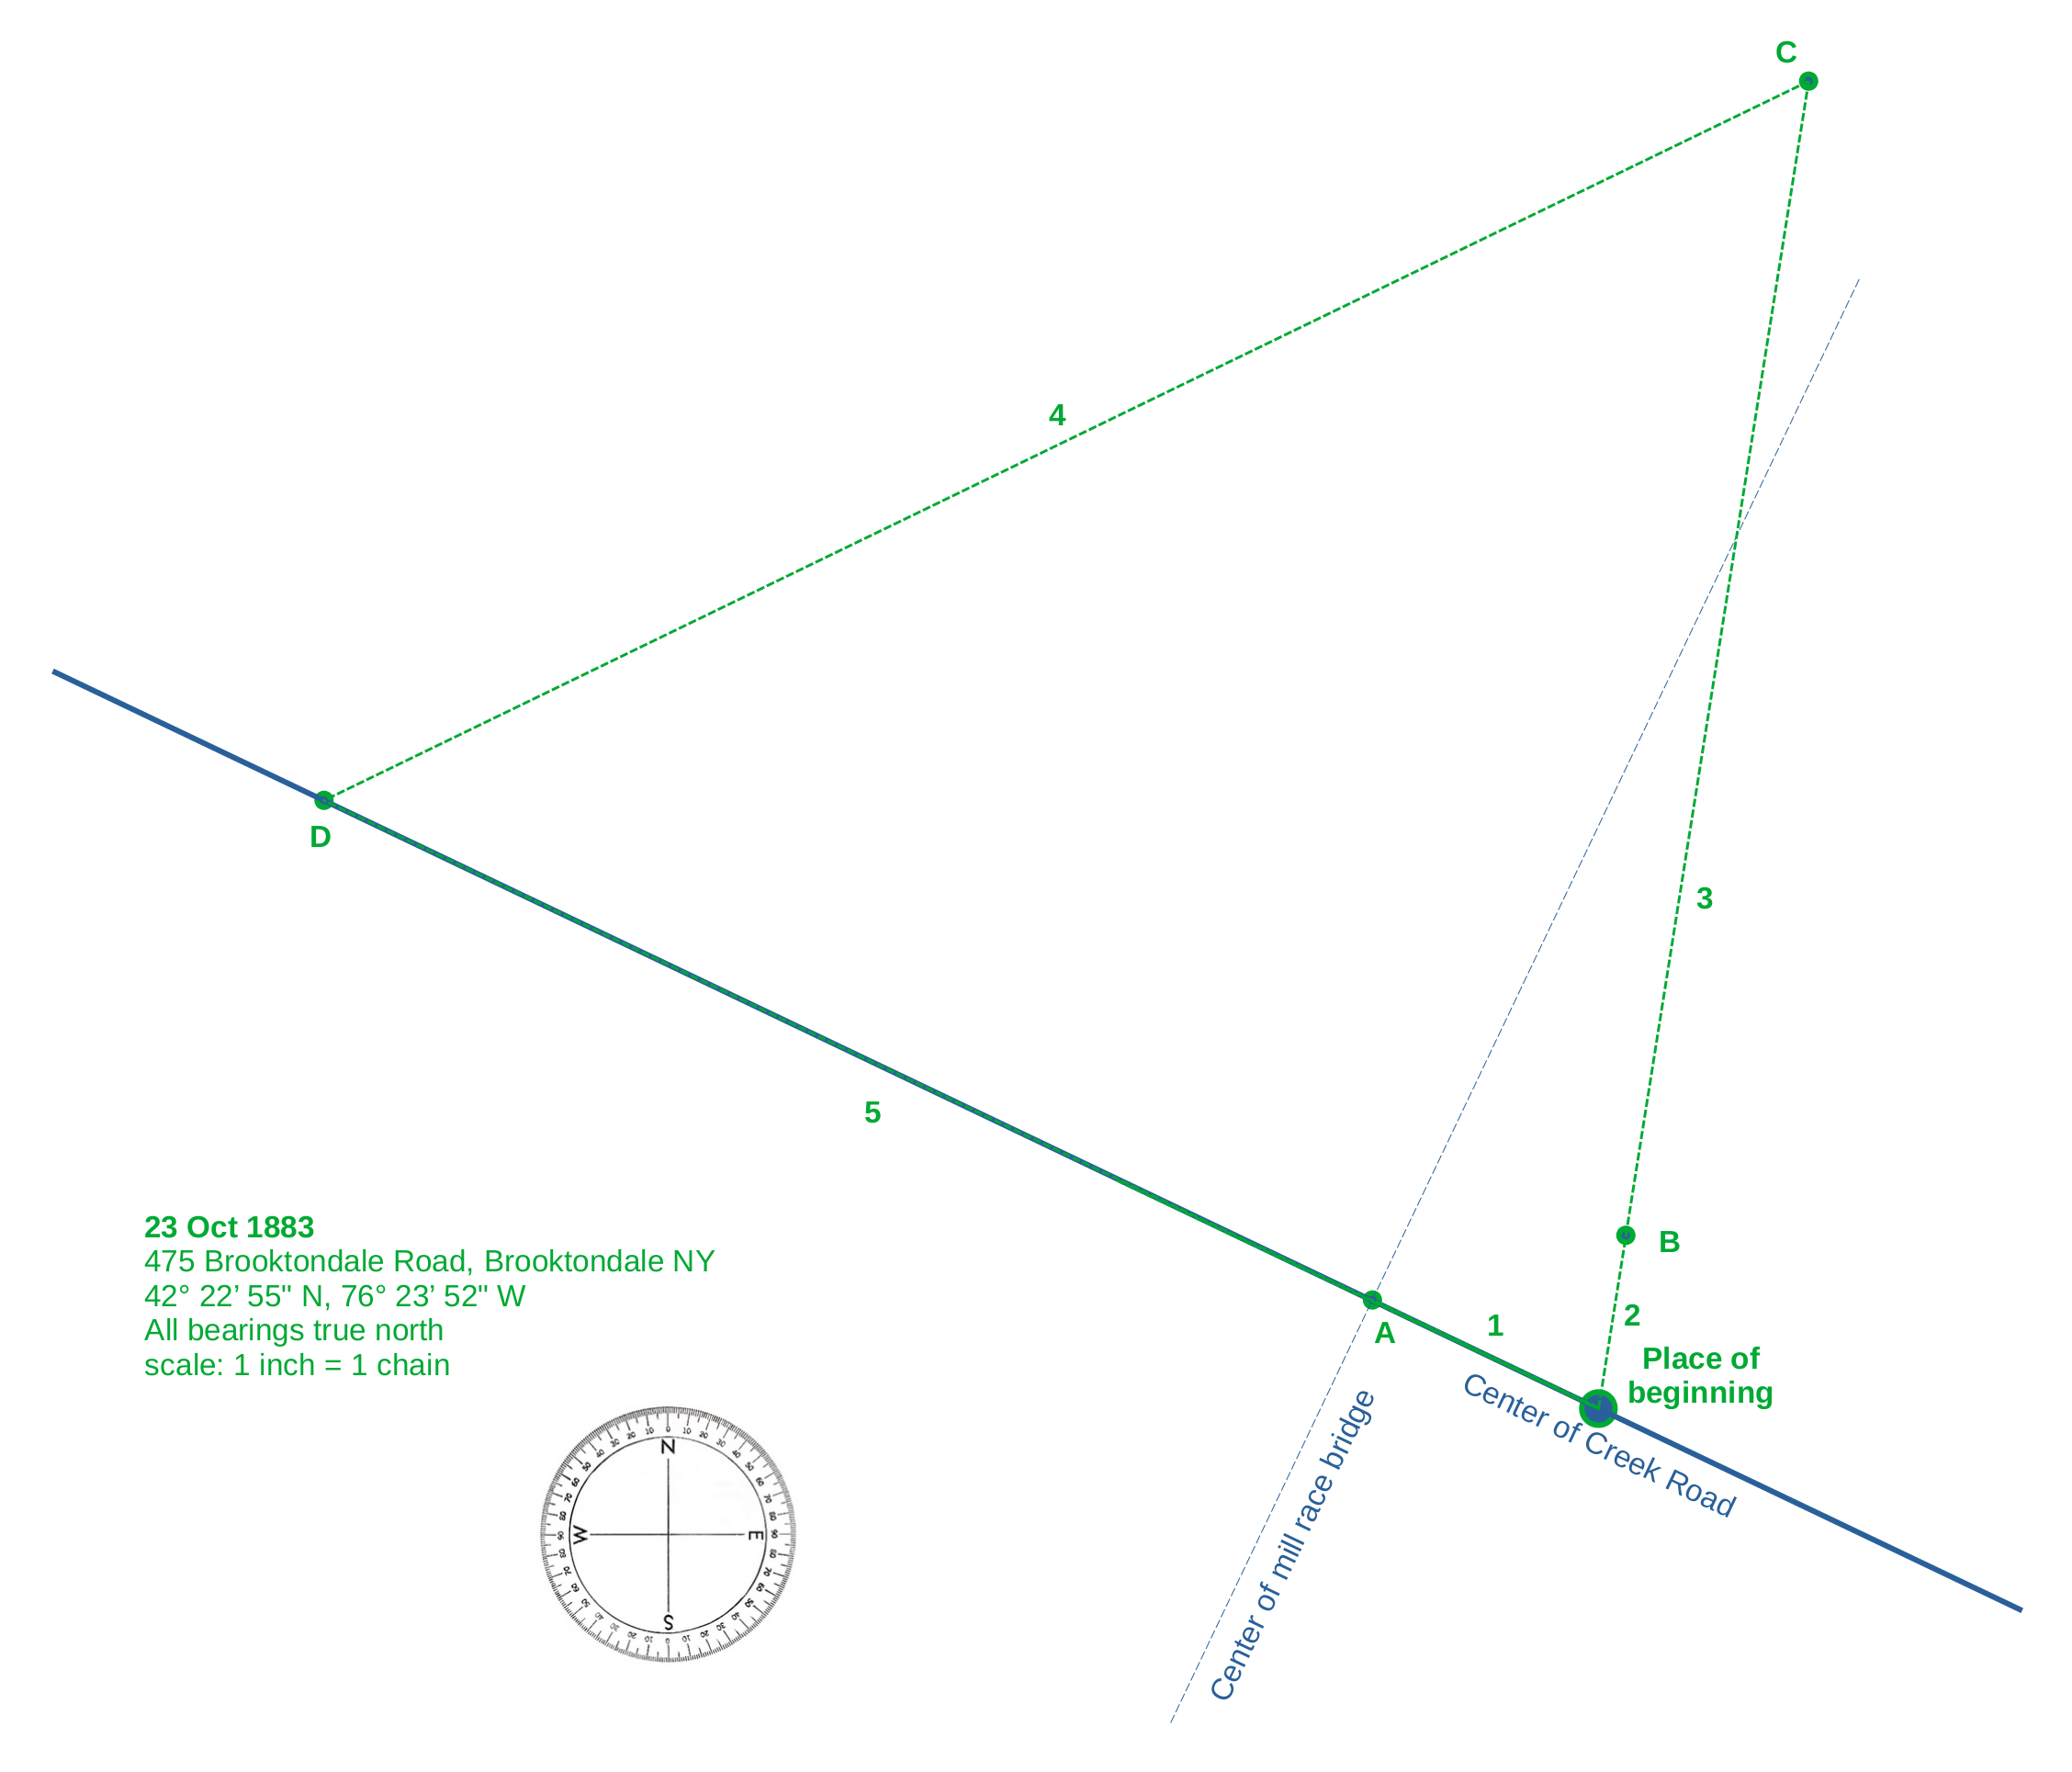 C
4
3
D
5
B
2
1
A
Place of
beginning
Center of Creek Road
Center of mill race bridge
23 Oct 1883
475 Brooktondale Road, Brooktondale NY
42° 22’ 55" N, 76° 23’ 52" W
All bearings true north
scale: 1 inch = 1 chain
N
W
E
S